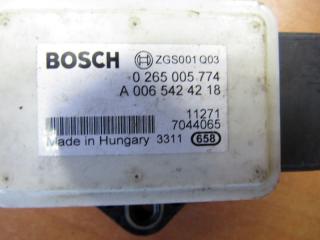 BOSCH ZGS001Q03
0 265 005 774
A 006 542 42 18
11271
7044065
Made in Hungary 3311 658